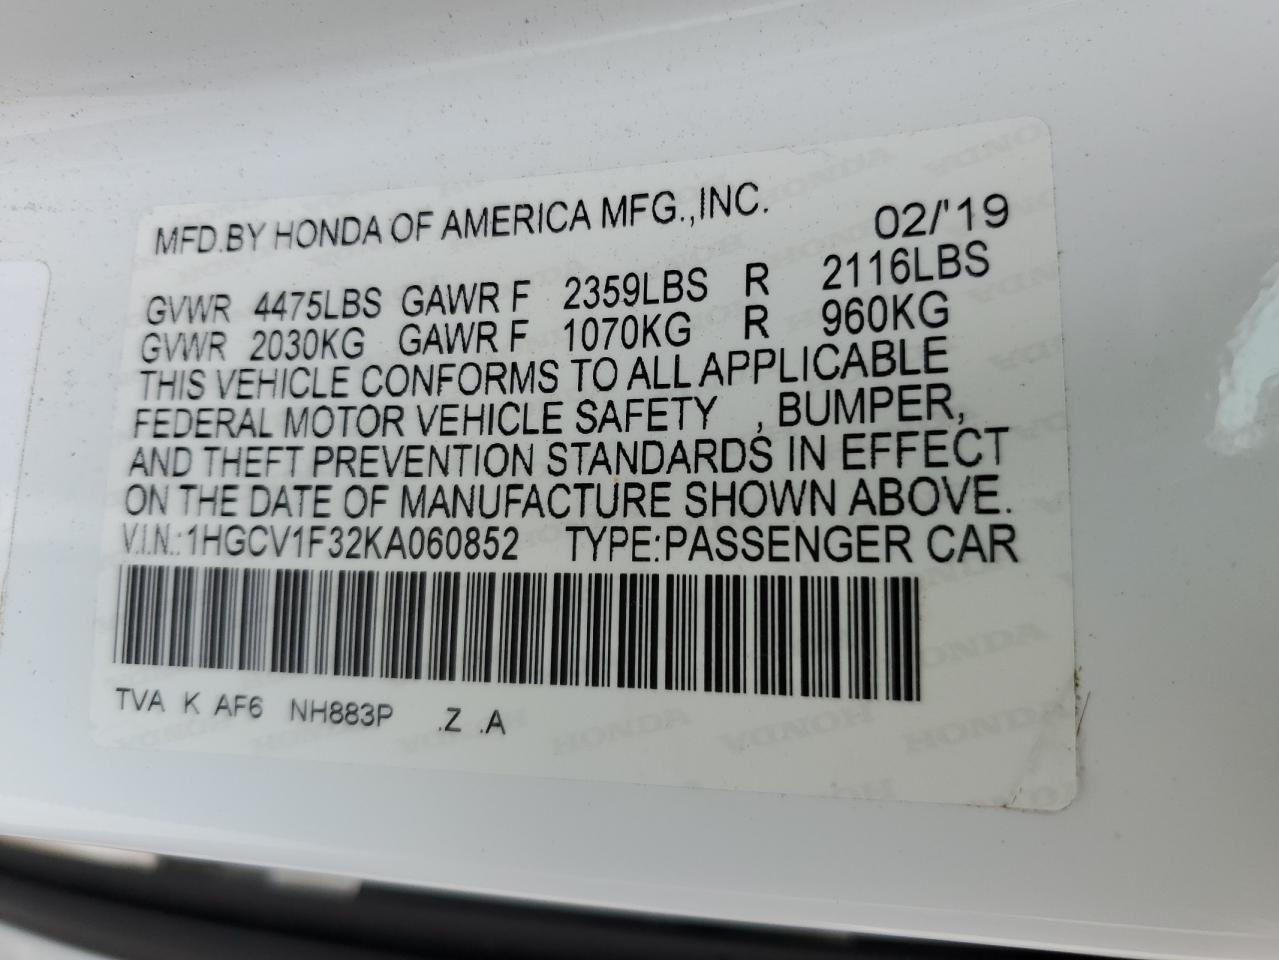 MFD.BY HONDA OF AMERICA MFG.,INC. 02/'19
GVWR 4475LBS GAWR F 2359LBS R 2116LBS
GVWR 2030KG GAWR F 1070KG R 960KG
THIS VEHICLE CONFORMS TO ALL APPLICABLE
FEDERAL MOTOR VEHICLE SAFETY , BUMPER,
AND THEFT PREVENTION STANDARDS IN EFFECT
ON THE DATE OF MANUFACTURE SHOWN ABOVE.
V.I.N.:1HGCV1F32KA060852 TYPE:PASSENGER CAR
TVA K AF6 NH883P .Z .A